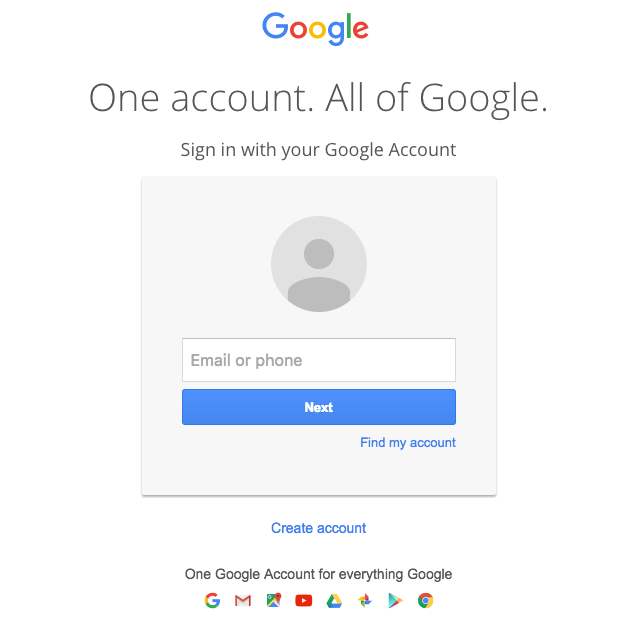 Google
One account. All of Google.
Sign in with your Google Account
Email or phone
Next
Find my account
Create account
One Google Account for everything Google